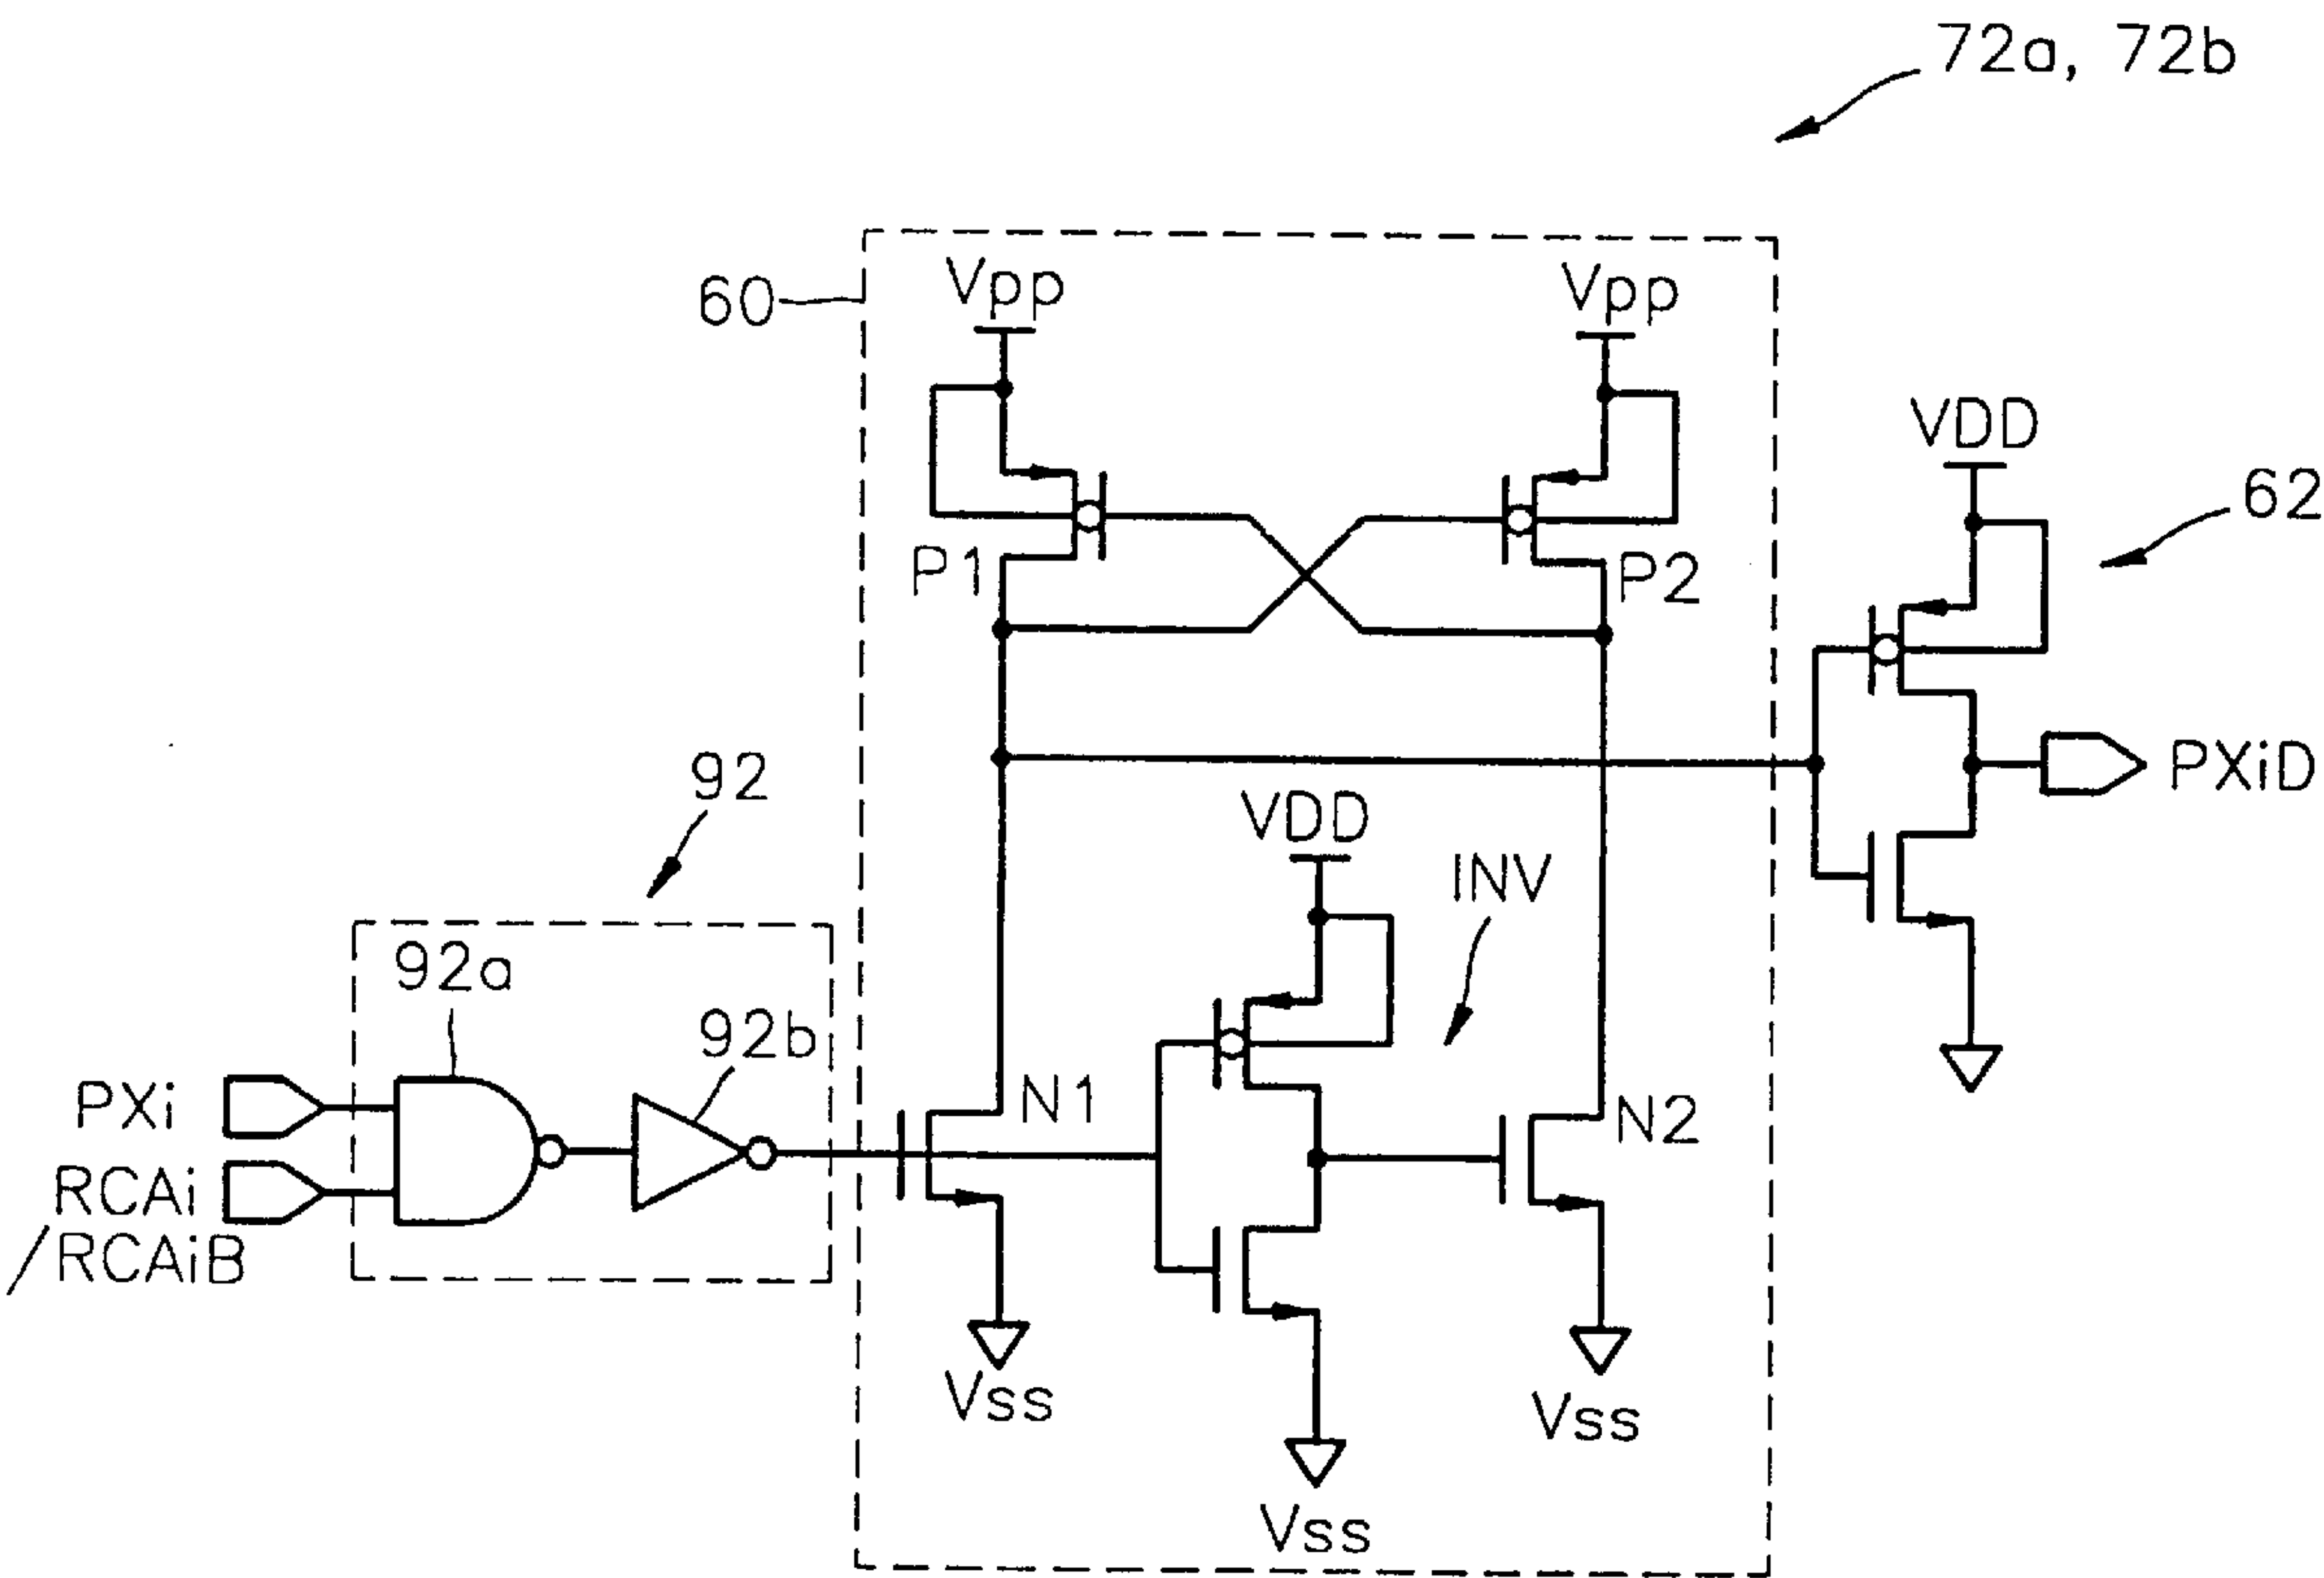 72a, 72b
60
Vpp
Vpp
VDD
62
P1
P2
92
PXiD
VDD
INV
92a
92b
PXi
N1
N2
RCAi
/RCAiB
Vss
Vss
Vss